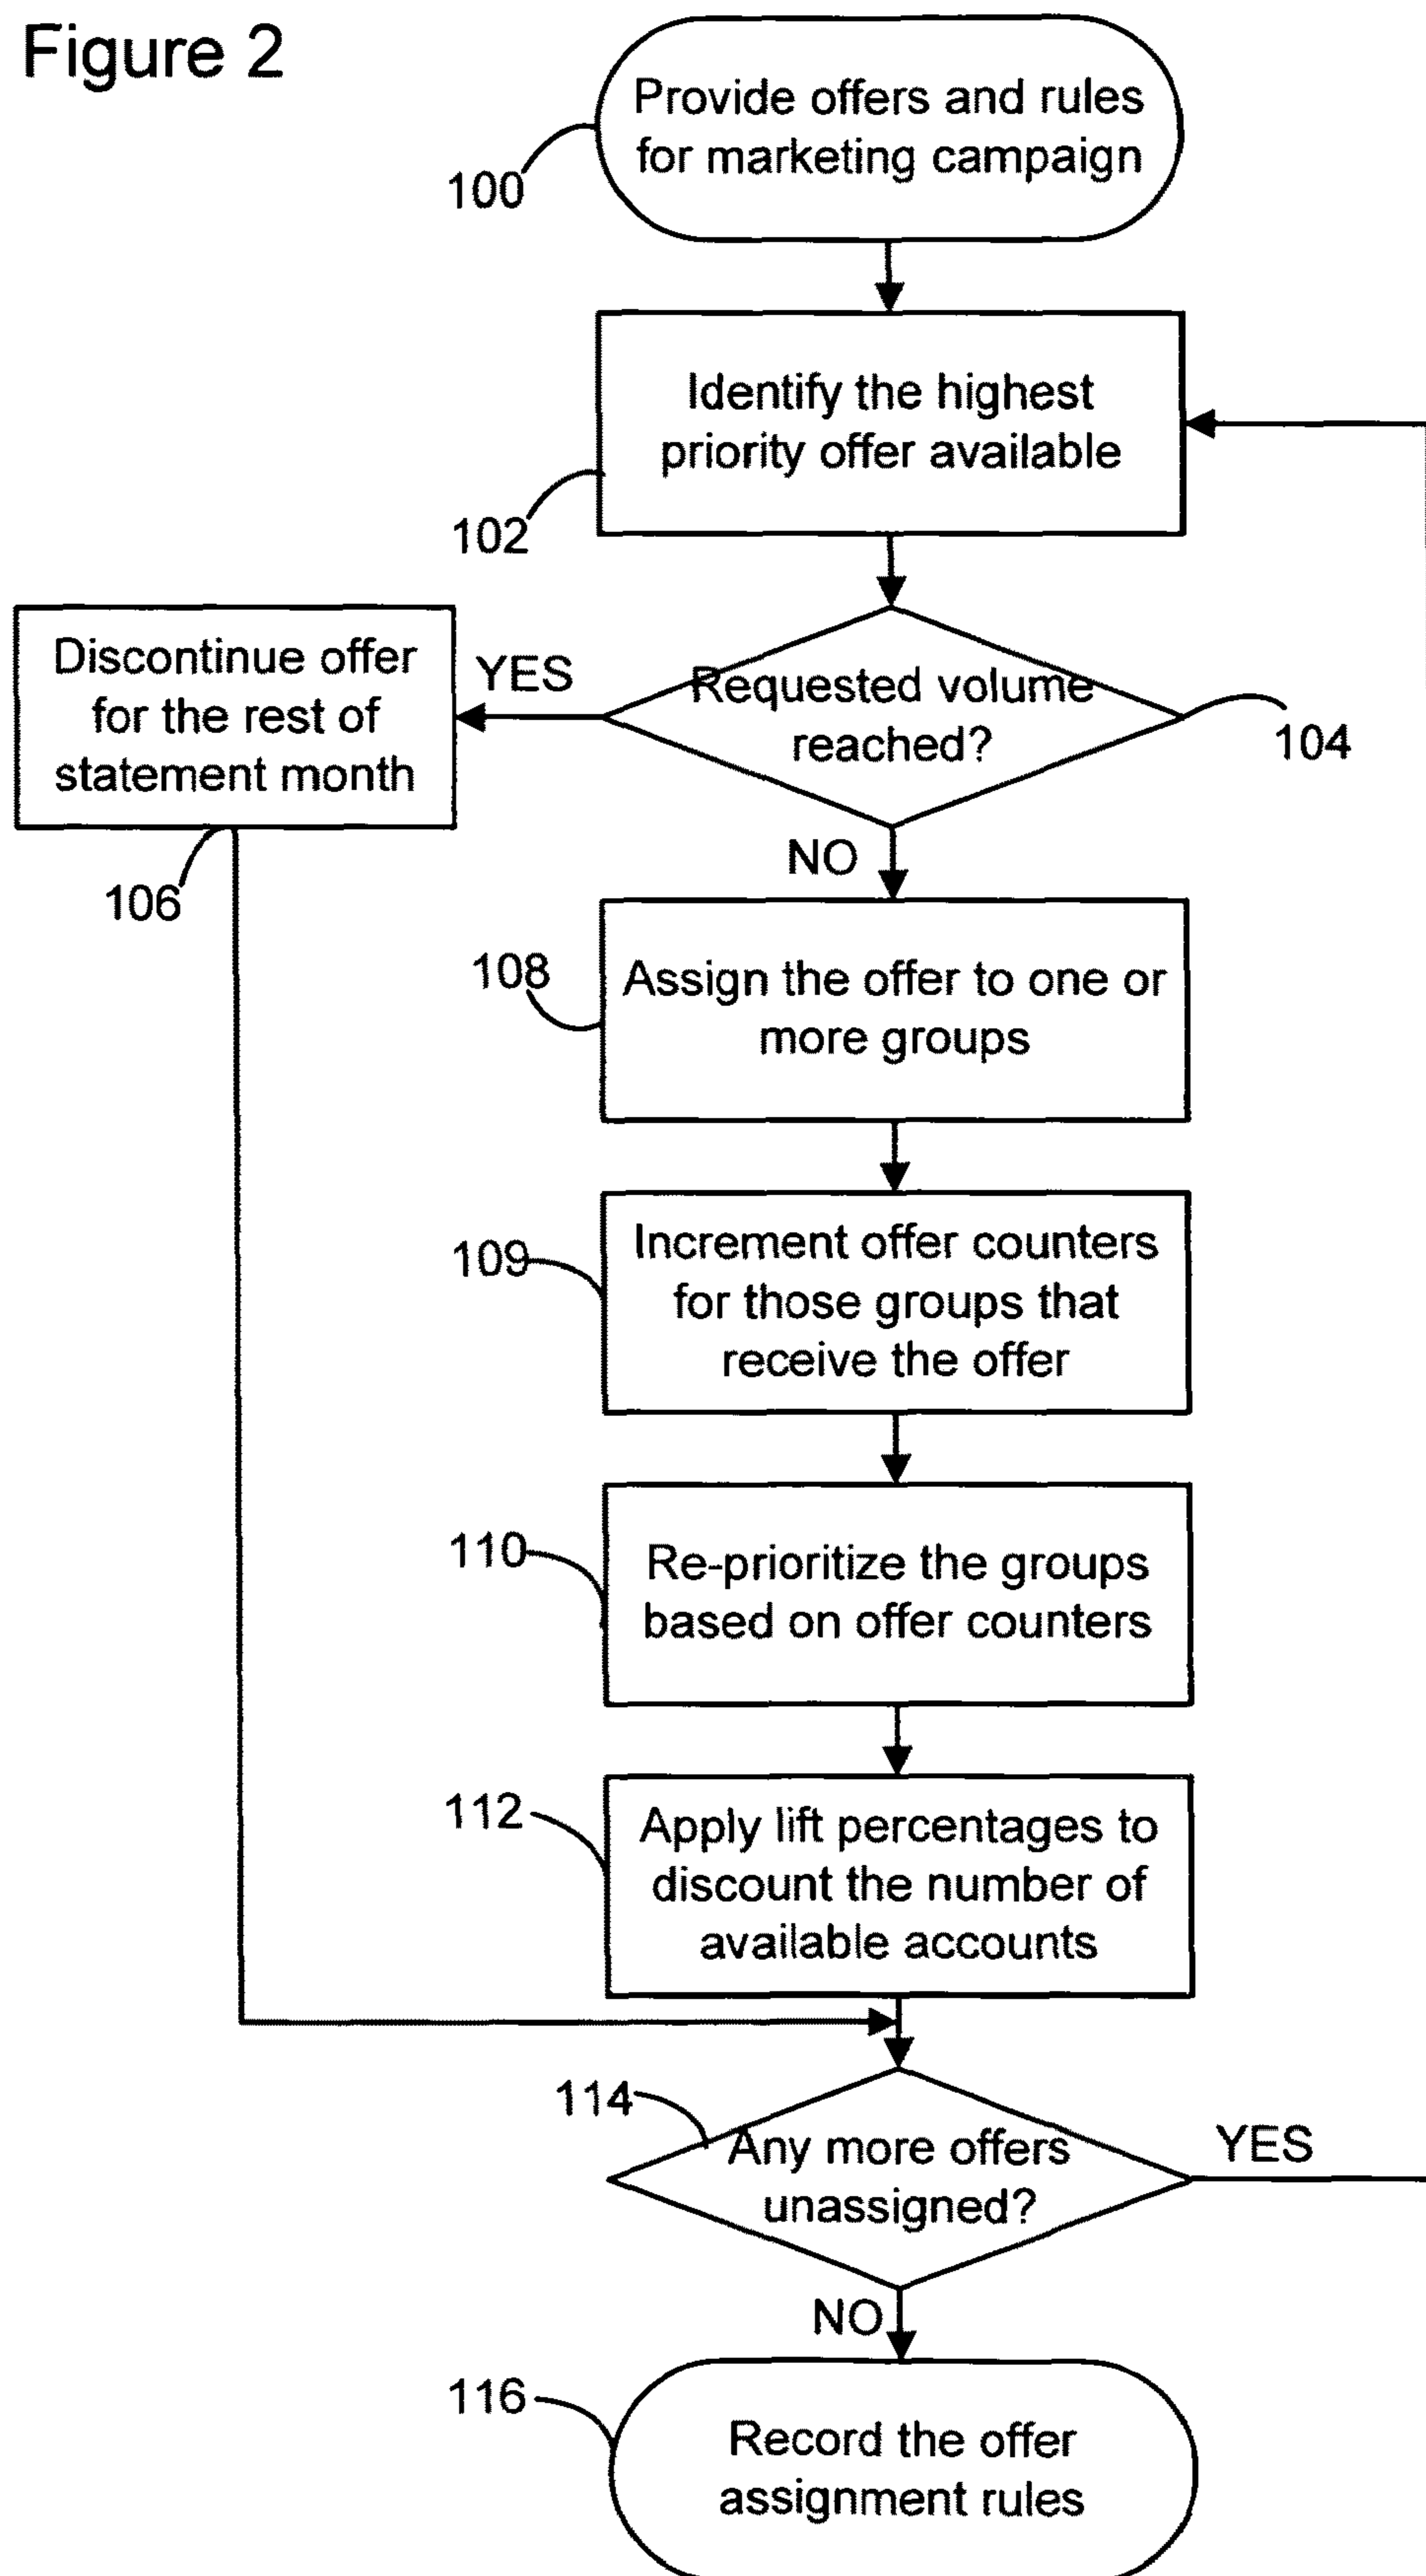 Figure 2
Provide offers and rules
for marketing campaign
100
Identify the highest
priority offer available
102
Requested volume
reached?
104
YES
Discontinue offer
for the rest of
statement month
106
NO
108
Assign the offer to one or
more groups
109
Increment offer counters
for those groups that
receive the offer
110
Re-prioritize the groups
based on offer counters
112
Apply lift percentages to
discount the number of
available accounts
114
Any more offers
unassigned?
YES
NO
116
Record the offer
assignment rules